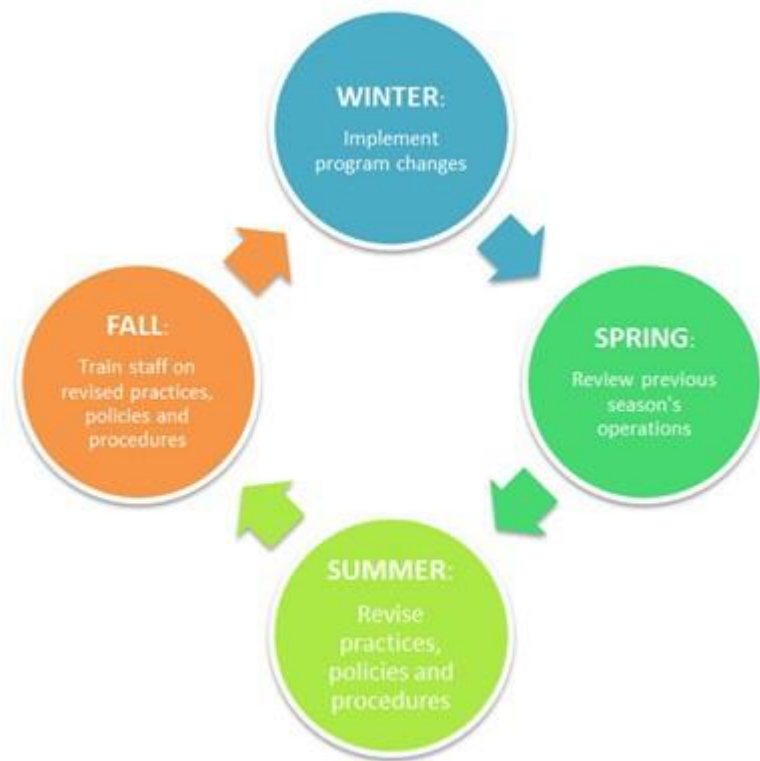 WINTER:
Implement
program changes
SPRING:
Review previous
season's
operations
SUMMER:
Revise
practices,
policies and
procedures
FALL:
Train staff on
revised practices,
policies and
procedures